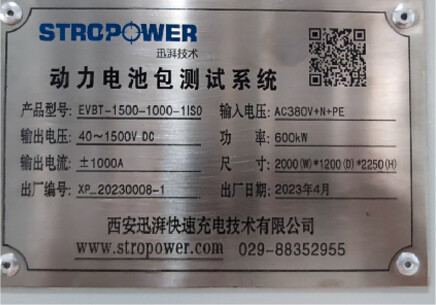 STROPOWER
迅湃技术
动力电池包测试系统
产品型号: EVBT-1500-1000-1IS0 输入电压: AC380V+N+PE
输出电压: 40~1500V DC 功 率: 600kW
输出电流: ±1000A 尺 寸: 2000(W)*1200(D)*2250(H)
出厂编号: XP_20230008-1 出厂日期: 2023年4月
西安迅湃快速充电技术有限公司
www.stropower.com 029-88352955